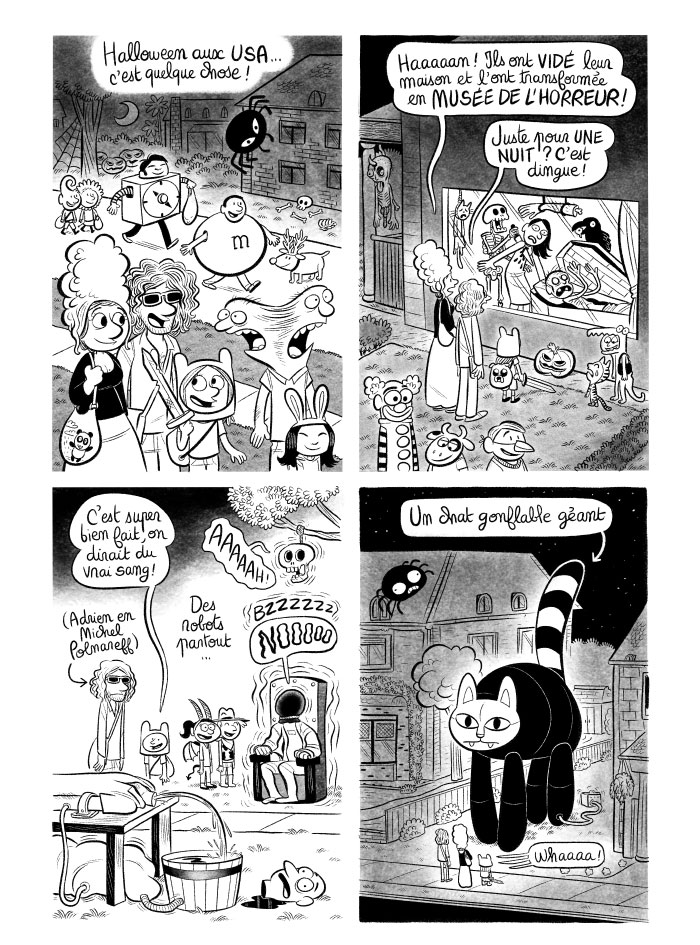 Halloween aux USA...
c'est quelque chose !
m
Haaaaan ! Ils ont VIDÉ leur
maison et l'ont transformée
en MUSÉE DE L'HORREUR !
Juste pour UNE
NUIT ? C'est
dingue !
C'est super
bien fait, on
dirait du
vrai sang !
(Adrien en
Michel
Polnareff)
Des
robots
partout
...
AAAAAH!
BZZZZZZZ
NOOOOO
Un chat gonflable géant
Whaaaa !